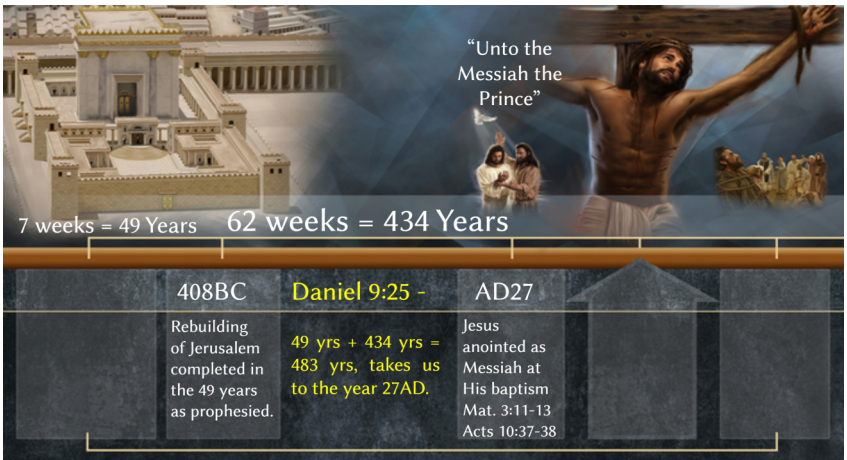 “Unto the
Messiah the
Prince”
7 weeks = 49 Years
62 weeks = 434 Years
408BC
Rebuilding
of Jerusalem
completed in
the 49 years
as prophesied.
Daniel 9:25 -
49 yrs + 434 yrs =
483 yrs, takes us
to the year 27AD.
AD27
Jesus
anointed as
Messiah at
His baptism
Mat. 3:11-13
Acts 10:37-38